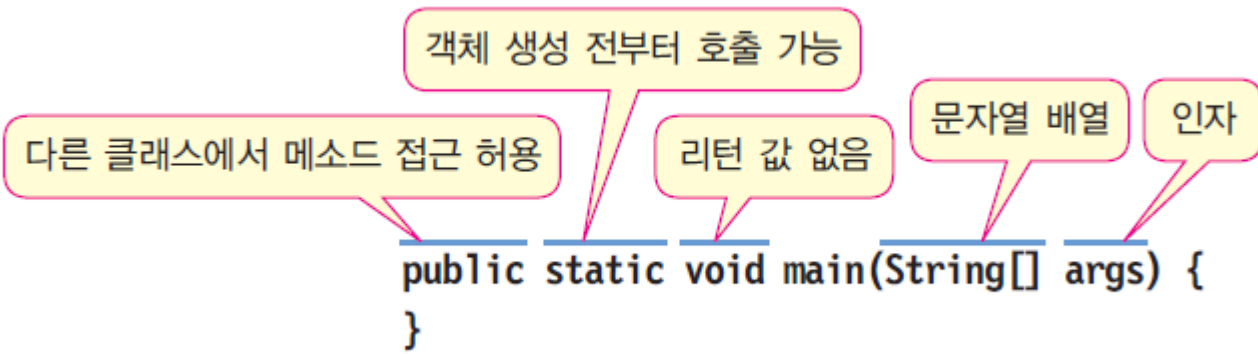 객체 생성 전부터 호출 가능
문자열 배열
인자
다른 클래스에서 메소드 접근 허용
리턴 값 없음
public static void main(String[] args) {
}